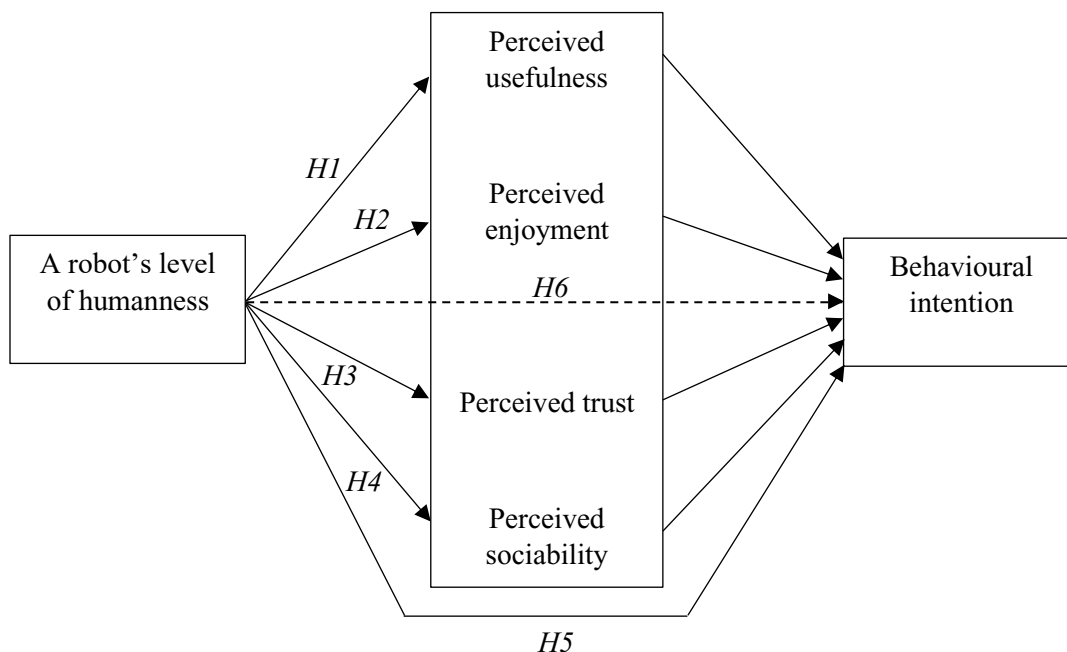 Perceived
usefulness
H1
Perceived
enjoyment
H2
A robot’s level
of humanness
H6
Behavioural
intention
H3
Perceived trust
H4
Perceived
sociability
H5